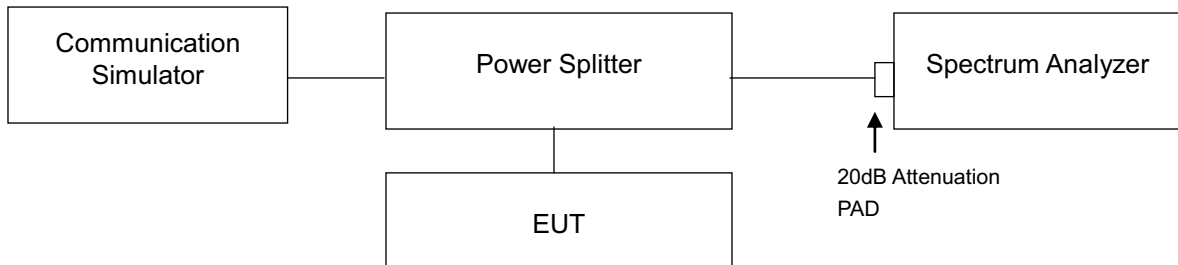 Communication
Simulator
Power Splitter
Spectrum Analyzer
20dB Attenuation
PAD
EUT